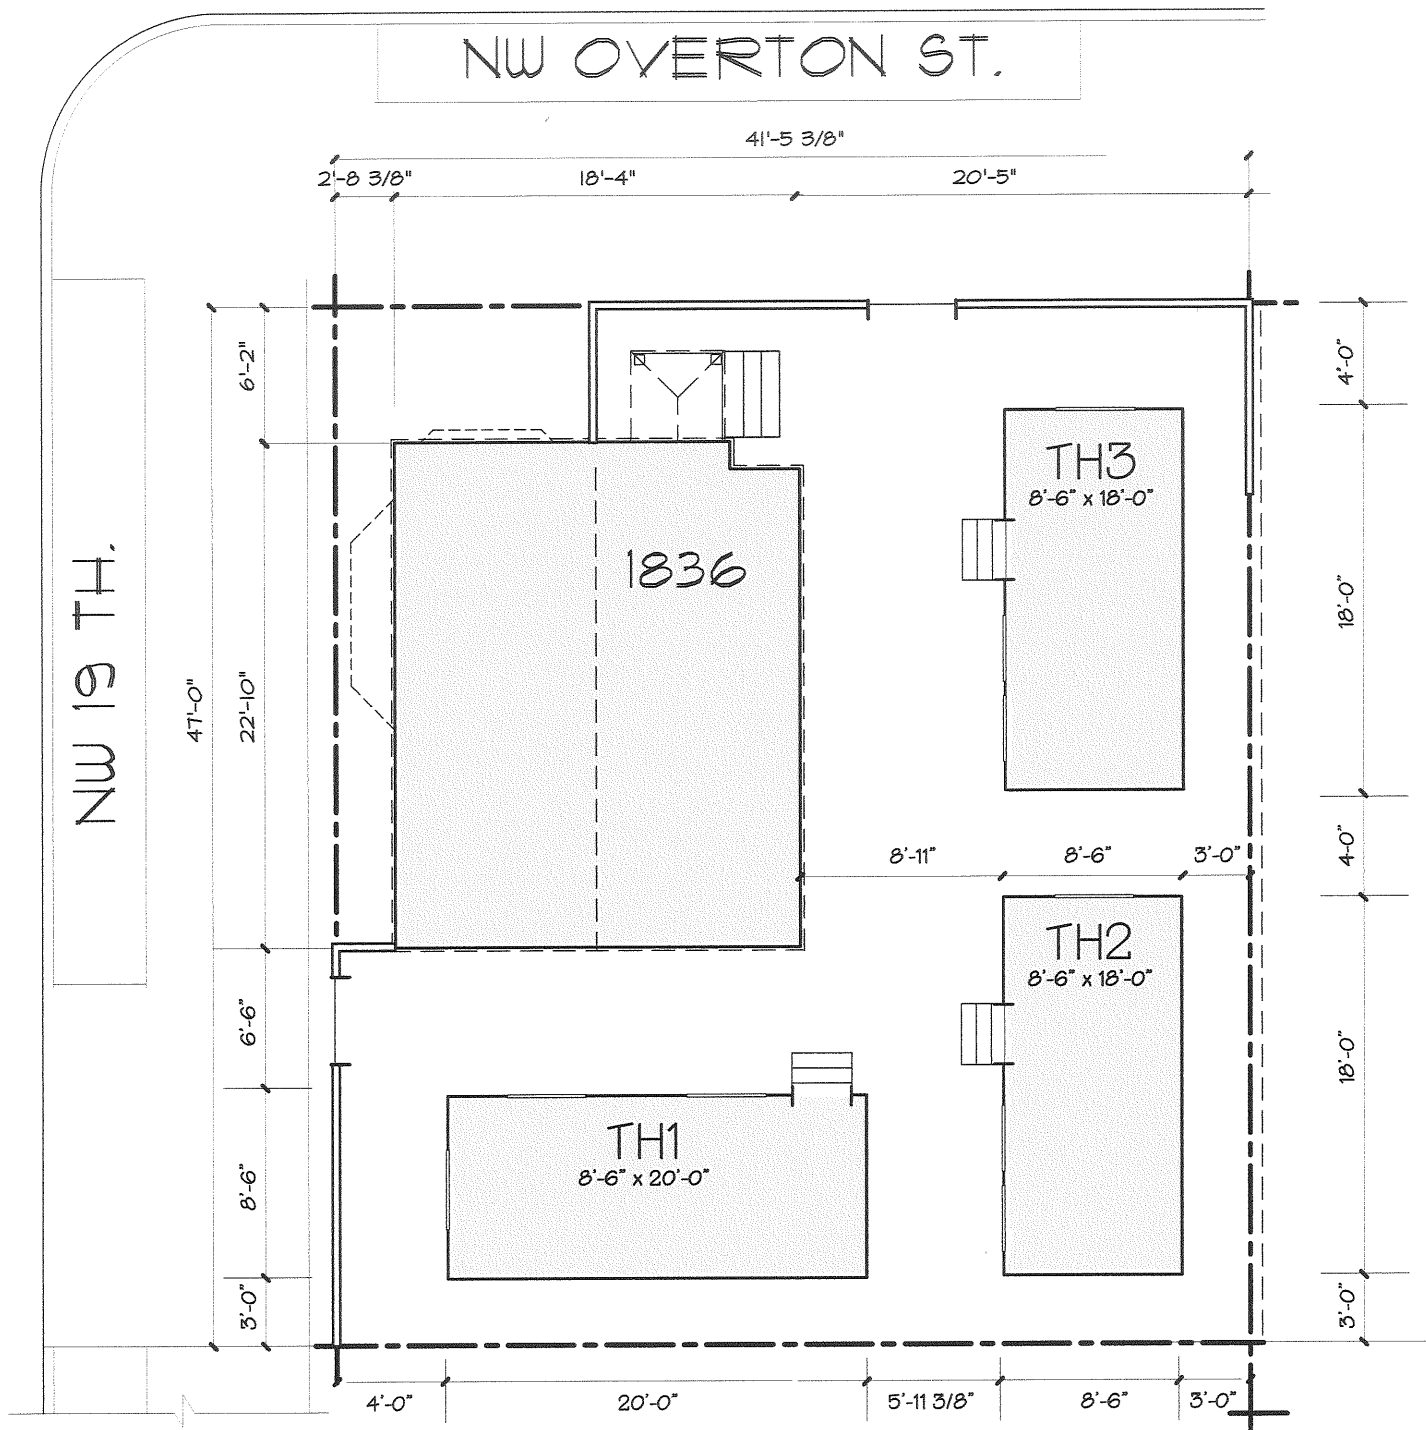 NW OVERTON ST.
41'-5 3/8"
2'-8 3/8" 18'-4" 20'-5"
6'-2"
4'-0"
TH3
8'-6" x 18'-0"
1836
NW 19 TH.
47'-0"
22'-10"
18'-0"
8'-11" 8'-6" 3'-0"
4-0"
TH2
8'-6" x 18'-0"
6'-6"
18'-0"
TH1
8'-6" x 20'-0"
8'-6"
3'-0"
3'-0"
4'-0" 20'-0" 5'-11 3/8" 8'-6" 3'-0"